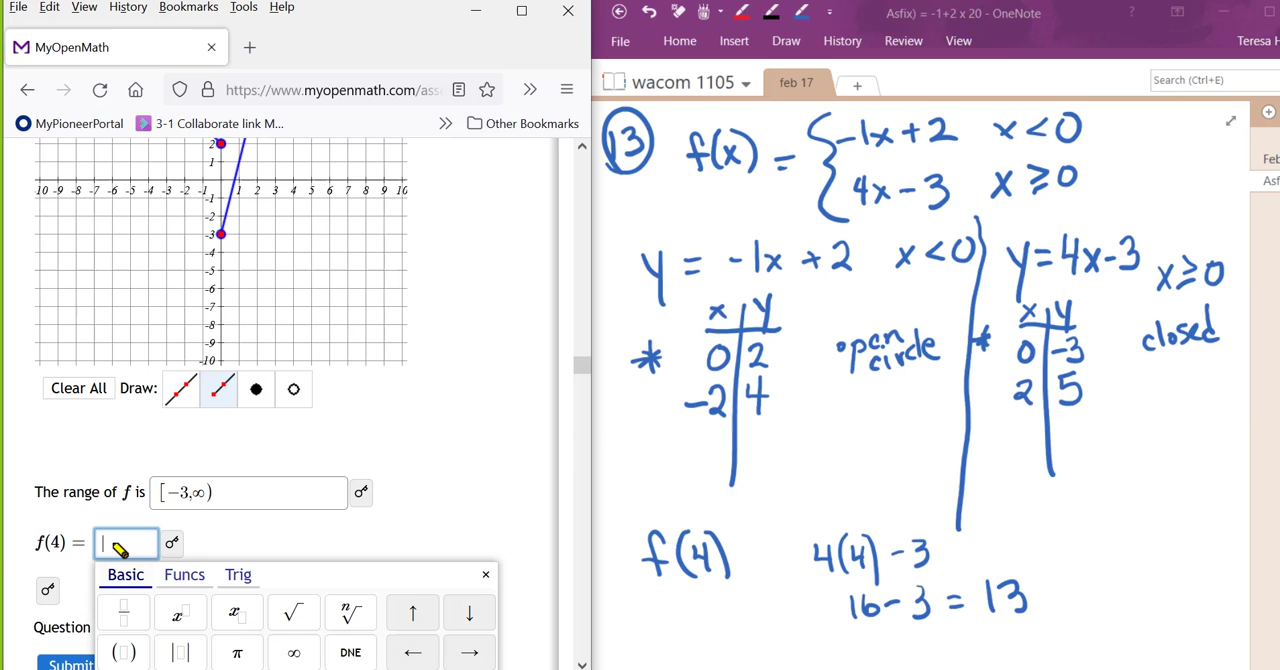 File Edit View History Bookmarks Tools Help
MyOpenMath
https://www.myopenmath.com/ass
MyPioneerPortal 3-1 Collaborate link M... Other Bookmarks
2
1
10 -9 -8 -7 -6 -5 -4 -3 -2 -1 1 2 3 4 5 6 7 8 9 10
-1
-2
-3
-4
-5
-6
-7
-8
-9
-10
Clear All Draw:
The range of f is [−3,∞)
f(4) =
Basic Funcs Trig ×
√ n√ ↑ ↓
(▯) |▯| π ∞ DNE ← →
Question
Submit
Asfix) = -1+2 x 20 - OneNote
Teresa H
File Home Insert Draw History Review View
wacom 1105 feb 17
Search (Ctrl+E)
Feb
Asf
13 f(x) = { -1x + 2 x < 0
4x - 3 x ≥ 0
y = -1x + 2 x < 0 y = 4x - 3 x ≥ 0
x y x y
* 0 2 open circle * 0 -3 closed
-2 4 2 5
f(4) 4(4) - 3
16 - 3 = 13